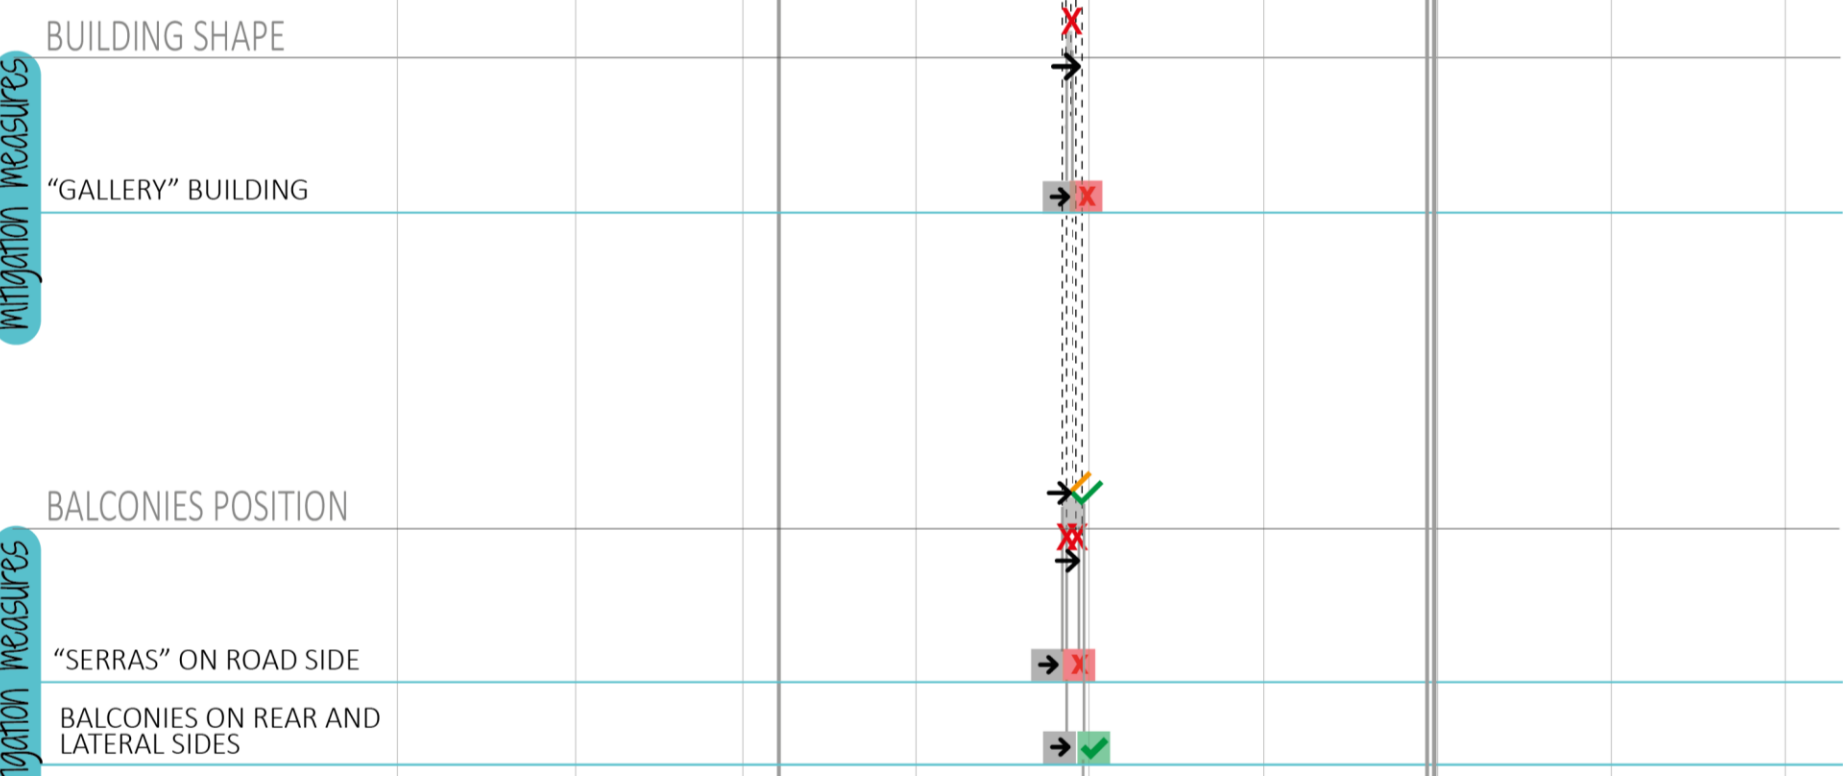 BUILDING SHAPE
mitigation measures
“GALLERY” BUILDING
BALCONIES POSITION
measures
“SERRAS” ON ROAD SIDE
BALCONIES ON REAR AND
LATERAL SIDES